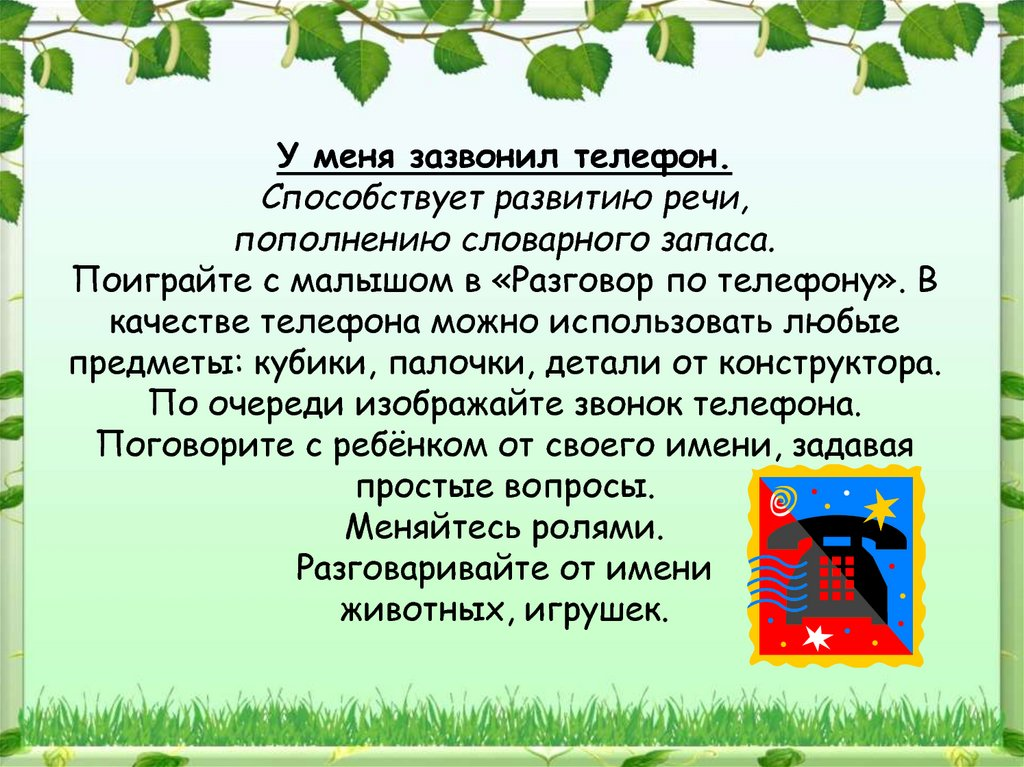 У меня зазвонил телефон.
Способствует развитию речи,
пополнению словарного запаса.
Поиграйте с малышом в «Разговор по телефону». В
качестве телефона можно использовать любые
предметы: кубики, палочки, детали от конструктора.
По очереди изображайте звонок телефона.
Поговорите с ребёнком от своего имени, задавая
простые вопросы.
Меняйтесь ролями.
Разговаривайте от имени
животных, игрушек.